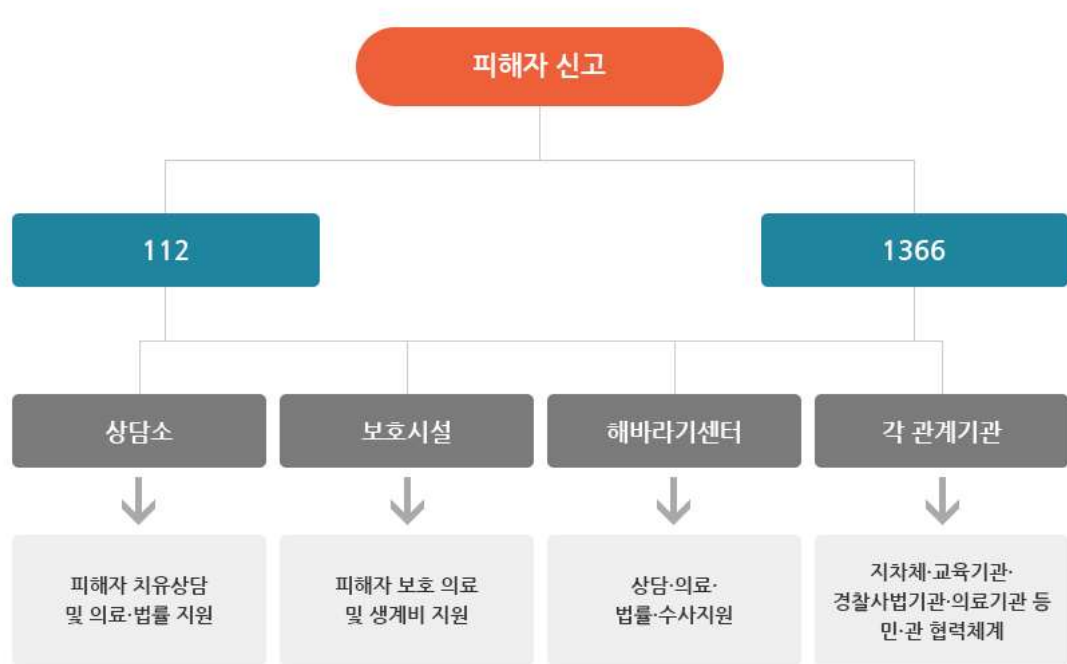 피해자 신고
112
1366
상담소
보호시설
해바라기센터
각 관계기관
피해자 치유상담
및 의료·법률 지원
피해자 보호 의료
및 생계비 지원
상담·의료·
법률·수사지원
지차체·교육기관·
경찰사법기관·의료기관 등
민·관 협력체계